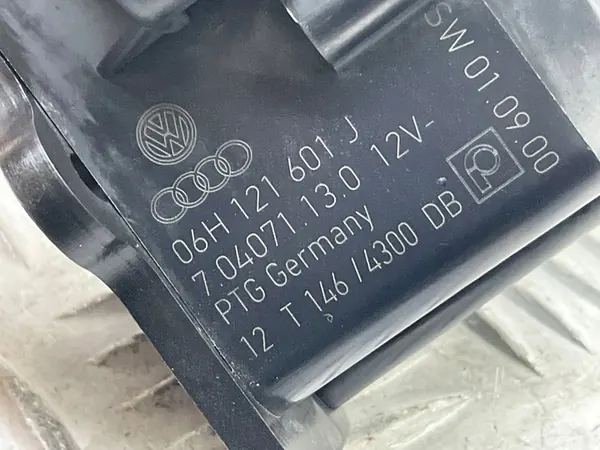 SW 01.09.00
06H 121 601 J
7.04071.13.0 12V-
PTG Germany
12 T 146/4300 DB